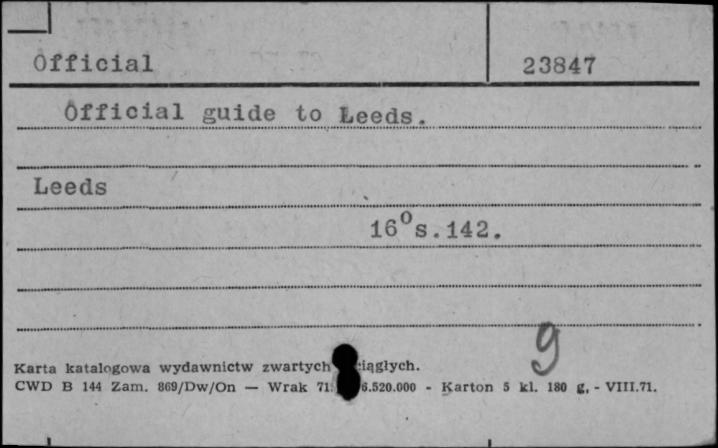 Official 23847
Official guide to Leeds.
Leeds
16⁰s.142.
9
Karta katalogowa wydawnictw zwartych ciągłych.
CWD B 144 Zam. 869/Dw/On — Wrak 71 6.520.000 - Karton 5 kl. 180 g. - VIII.71.